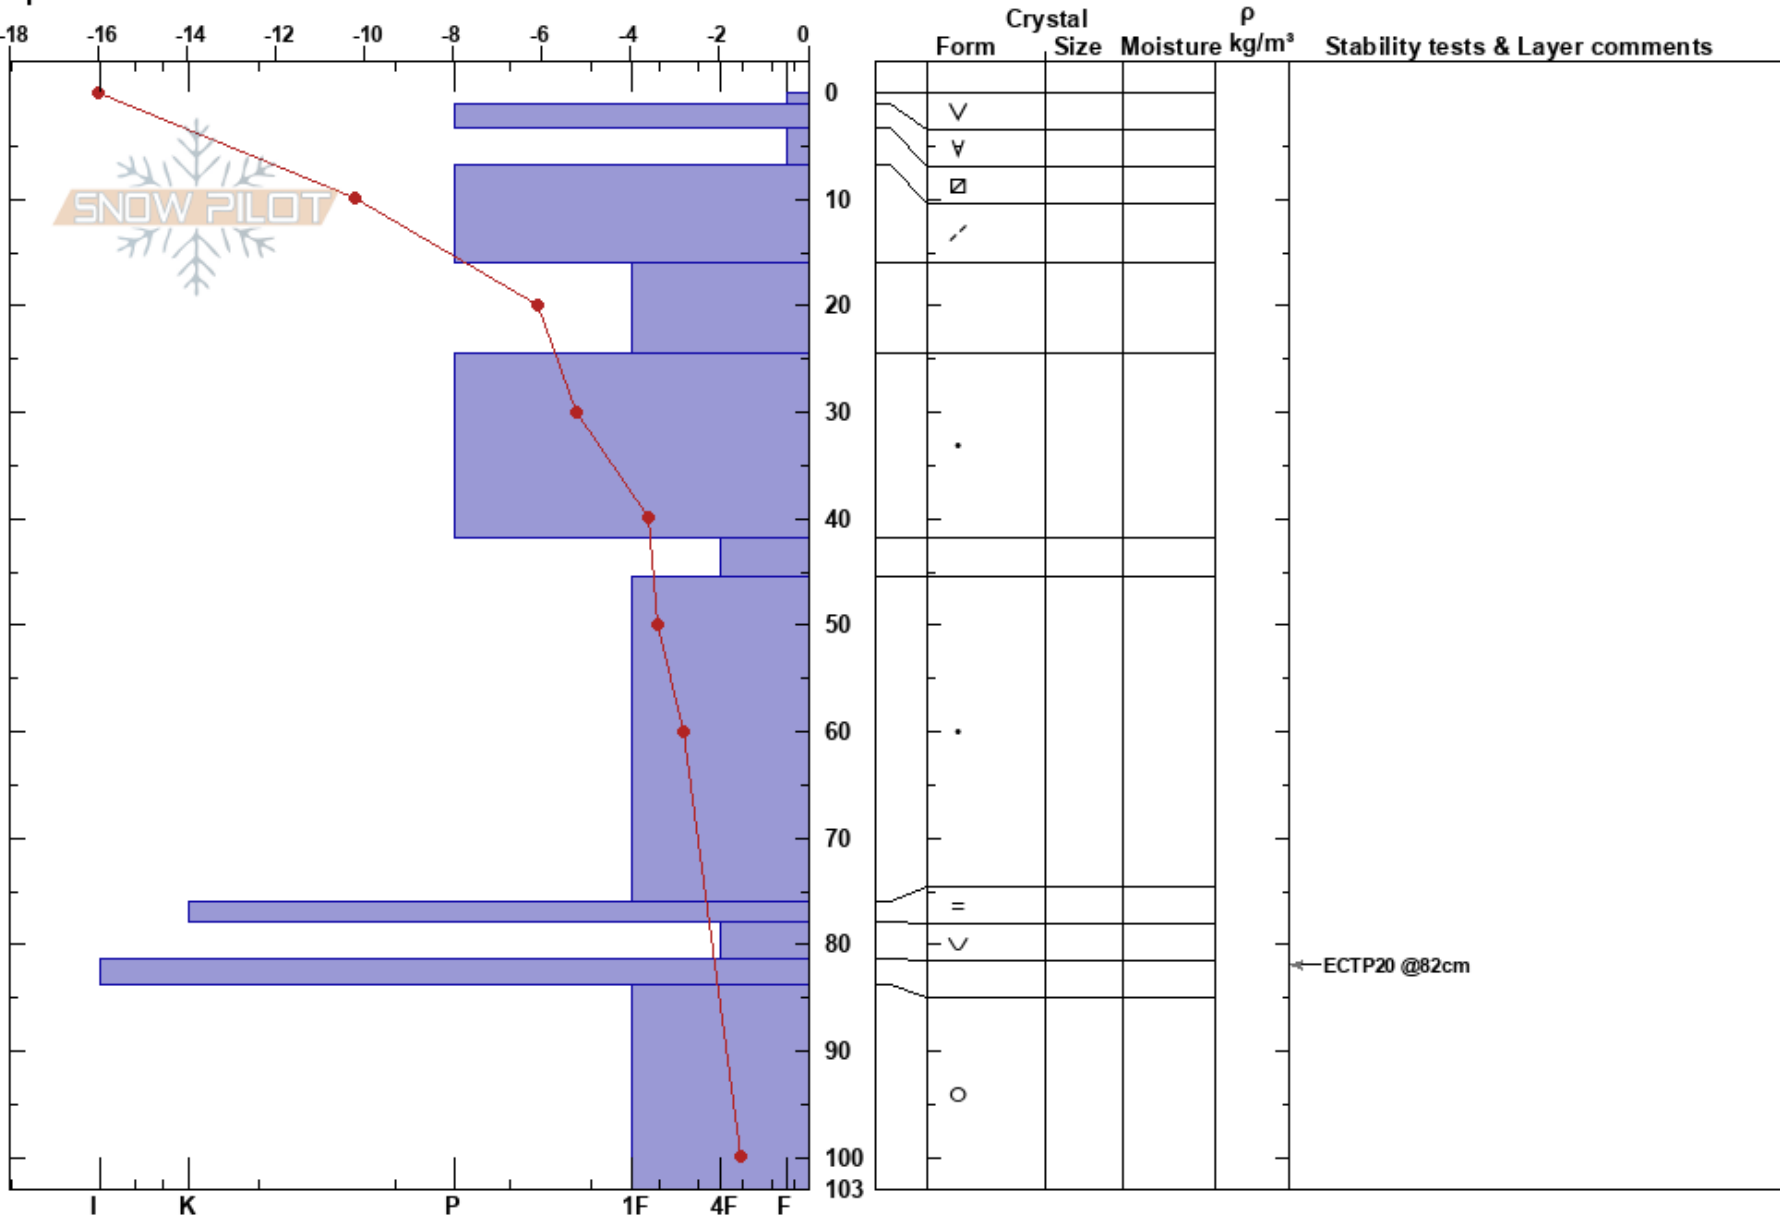 -18 -16 -14 -12 -10 -8 -6 -4 -2 0
Crystal
ρ
Form Size Moisture kg/m³ Stability tests & Layer comments
0
10
SNOW PILOT
20
30
40
50
60
70
80
ECTP20 @82cm
90
100
103
I K P 1F 4F F